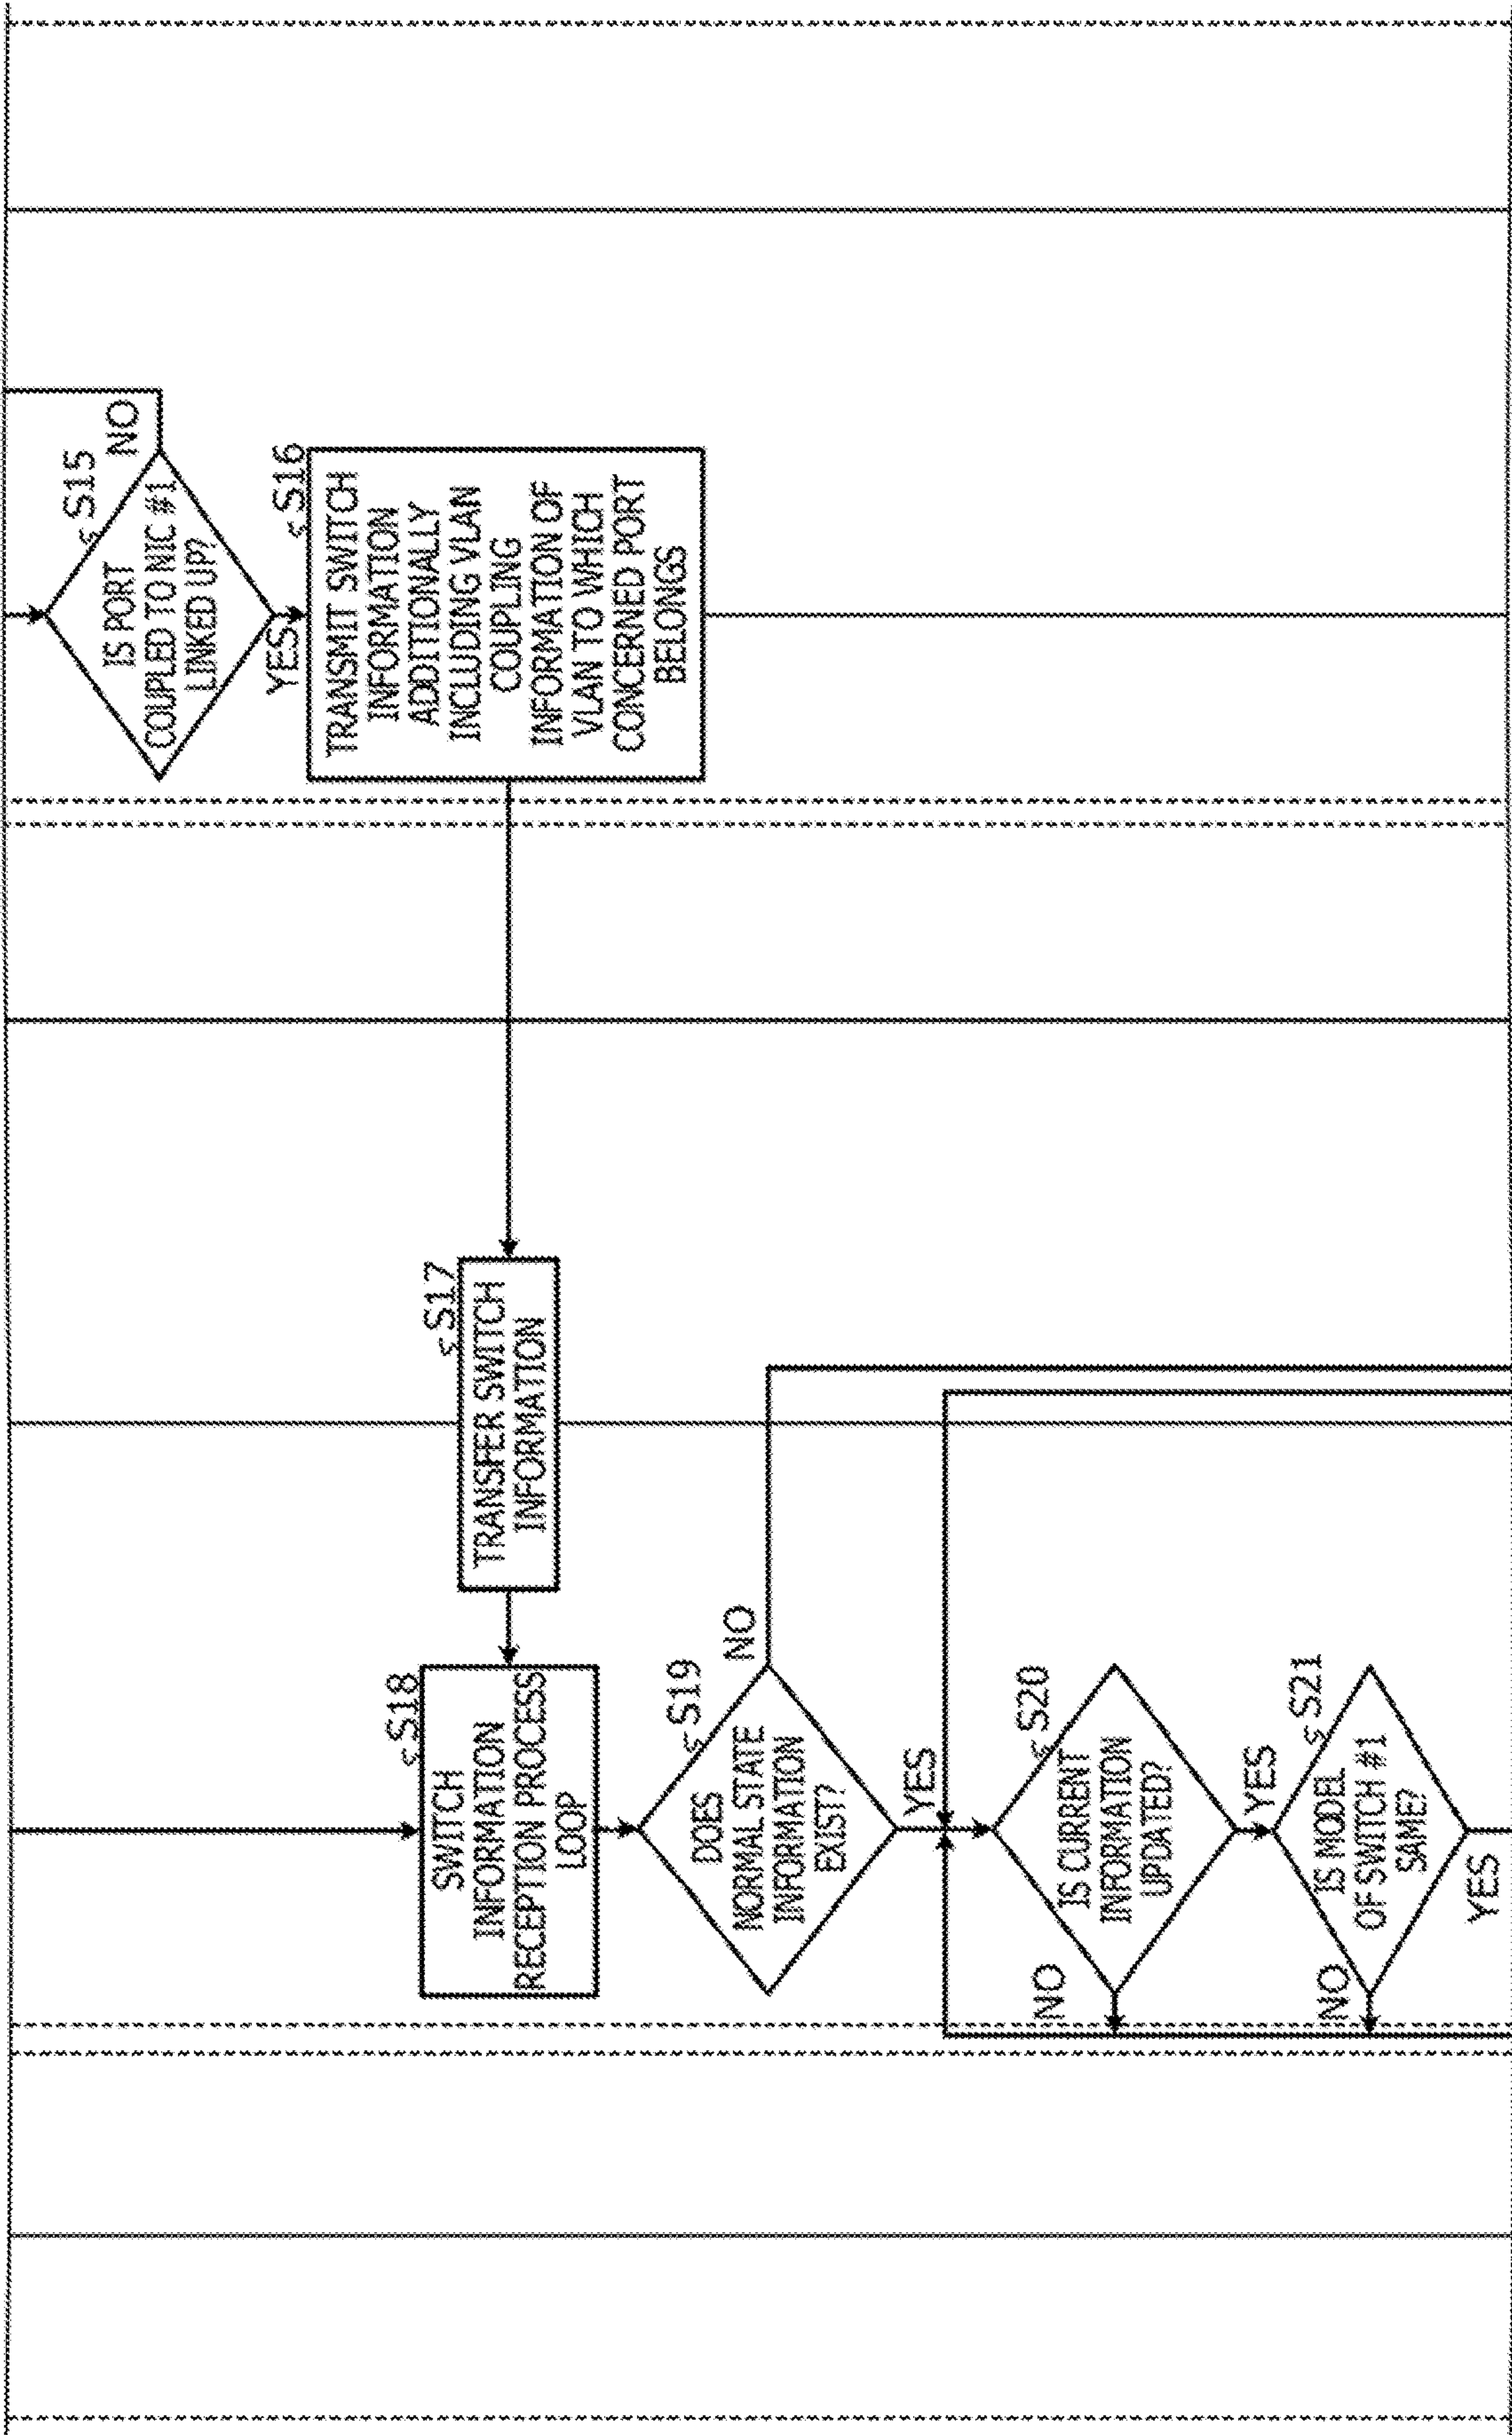 S15
IS PORT
COUPLED TO NIC #1
LINKED UP?
NO
YES
S16
TRANSMIT SWITCH
INFORMATION
ADDITIONALLY
INCLUDING VLAN
COUPLING
INFORMATION OF
VLAN TO WHICH
CONCERNED PORT
BELONGS
S17
TRANSFER SWITCH
INFORMATION
S18
SWITCH
INFORMATION
RECEPTION PROCESS
LOOP
S19
DOES
NORMAL STATE
INFORMATION
EXIST?
NO
YES
S20
IS CURRENT
INFORMATION
UPDATED?
NO
YES
S21
IS MODEL
OF SWITCH #1
SAME?
NO
YES